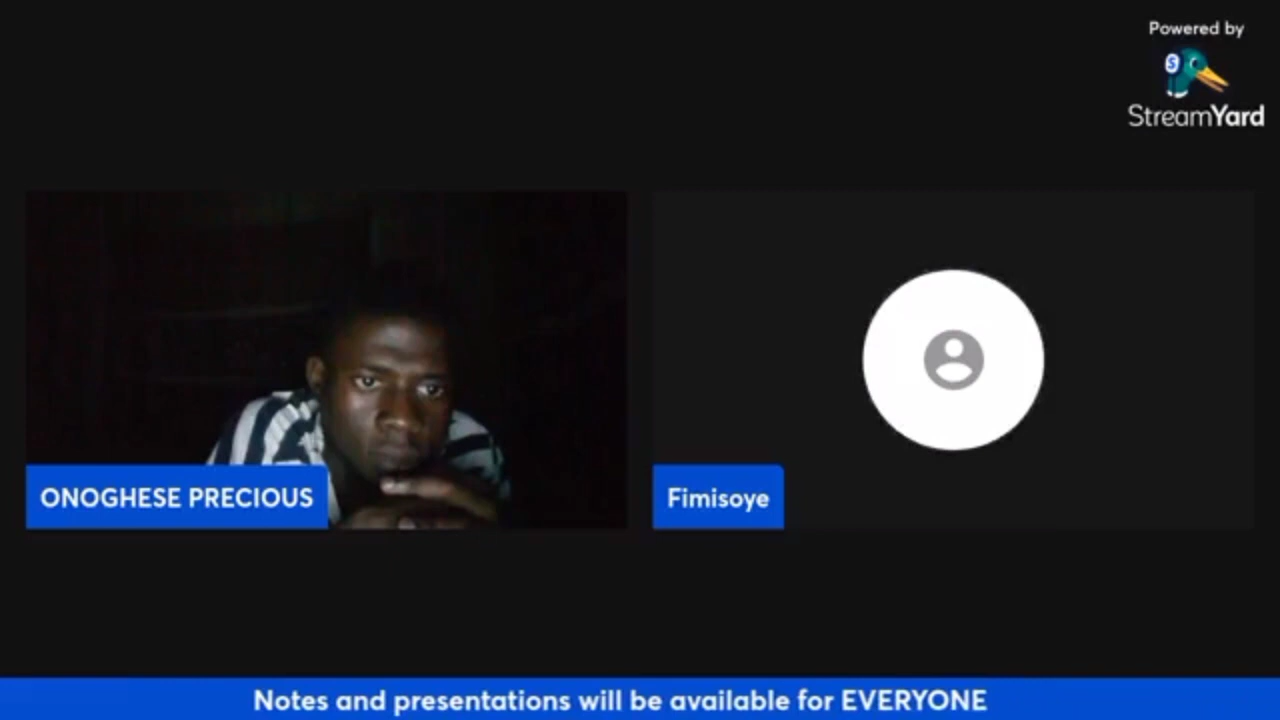 Powered by
StreamYard
ONOGHESE PRECIOUS
Fimisoye
Notes and presentations will be available for EVERYONE